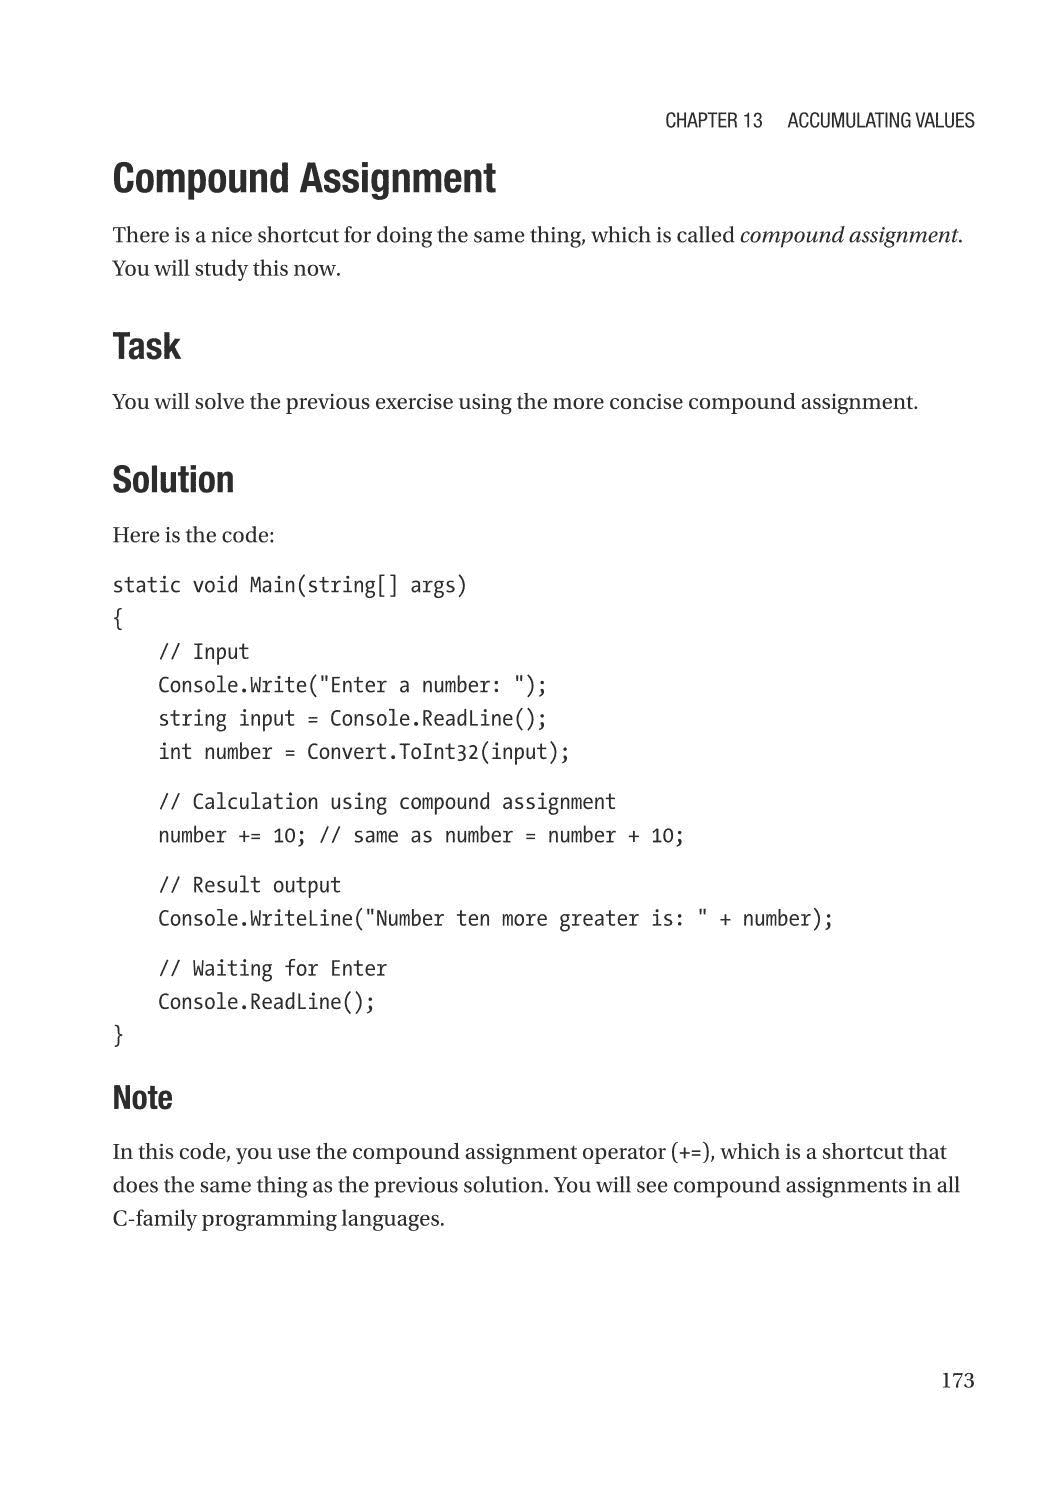 CHAPTER 13 ACCUMULATING VALUES
Compound Assignment
There is a nice shortcut for doing the same thing, which is called compound assignment.
You will study this now.
Task
You will solve the previous exercise using the more concise compound assignment.
Solution
Here is the code:
static void Main(string[] args)
{
    // Input
    Console.Write("Enter a number: ");
    string input = Console.ReadLine();
    int number = Convert.ToInt32(input);
    // Calculation using compound assignment
    number += 10; // same as number = number + 10;
    // Result output
    Console.WriteLine("Number ten more greater is: " + number);
    // Waiting for Enter
    Console.ReadLine();
}
Note
In this code, you use the compound assignment operator (+=), which is a shortcut that
does the same thing as the previous solution. You will see compound assignments in all
C-family programming languages.
173